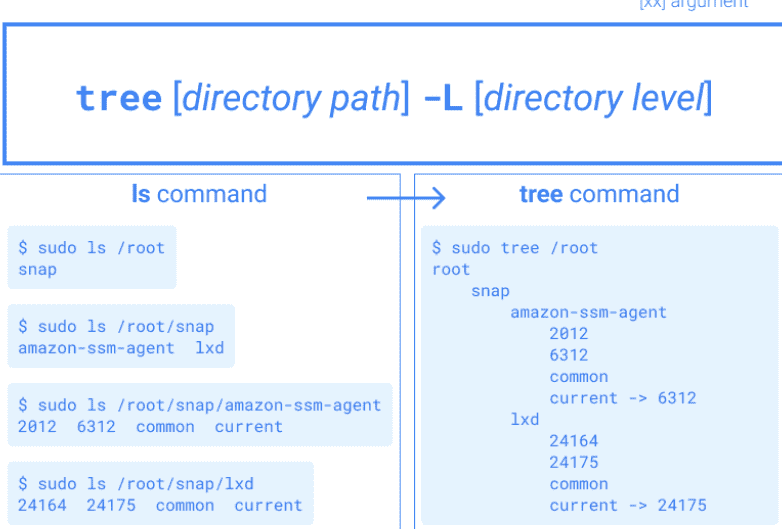 [xx] argument
tree [directory path] -L [directory level]
ls command
$ sudo ls /root
snap
$ sudo ls /root/snap
amazon-ssm-agent  lxd
$ sudo ls /root/snap/amazon-ssm-agent
2012  6312  common  current
$ sudo ls /root/snap/lxd
24164  24175  common  current
tree command
$ sudo tree /root
root
    snap
        amazon-ssm-agent
            2012
            6312
            common
            current -> 6312
        lxd
            24164
            24175
            common
            current -> 24175